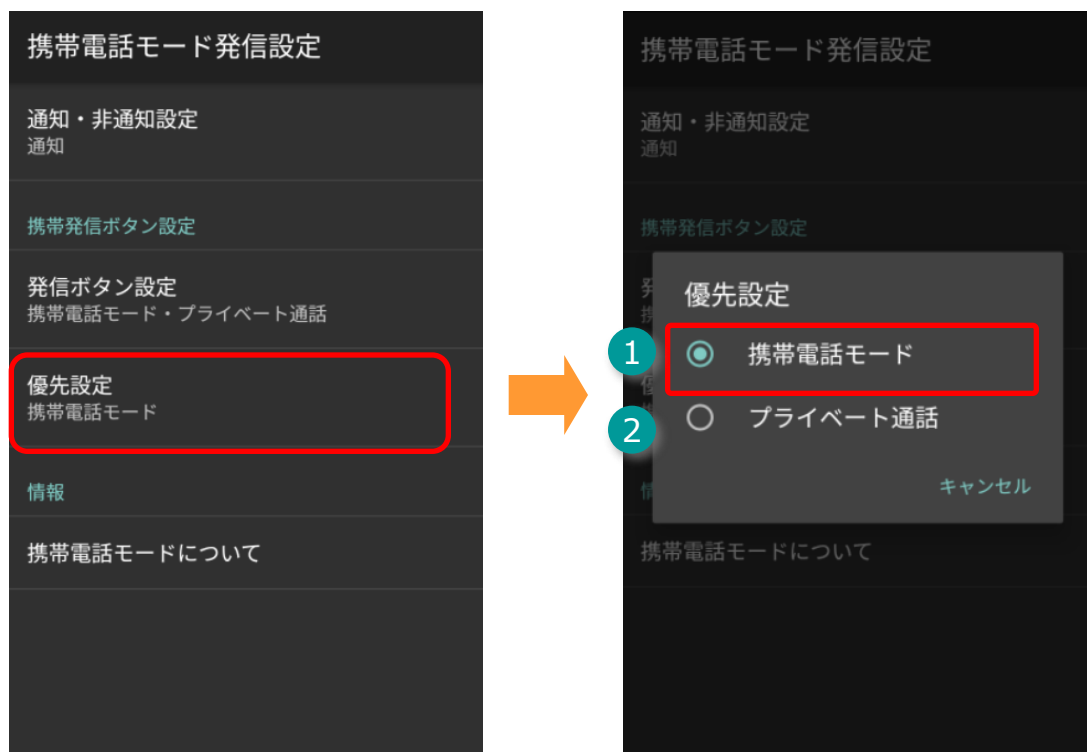 携帯電話モード発信設定
通知・非通知設定
通知
携帯発信ボタン設定
発信ボタン設定
携帯電話モード・プライベート通話
優先設定
携帯電話モード
情報
携帯電話モードについて
携帯電話モード発信設定
通知・非通知設定
通知
携帯発信ボタン設定
優先設定
1
携帯電話モード
2
プライベート通話
キャンセル
携帯電話モードについて